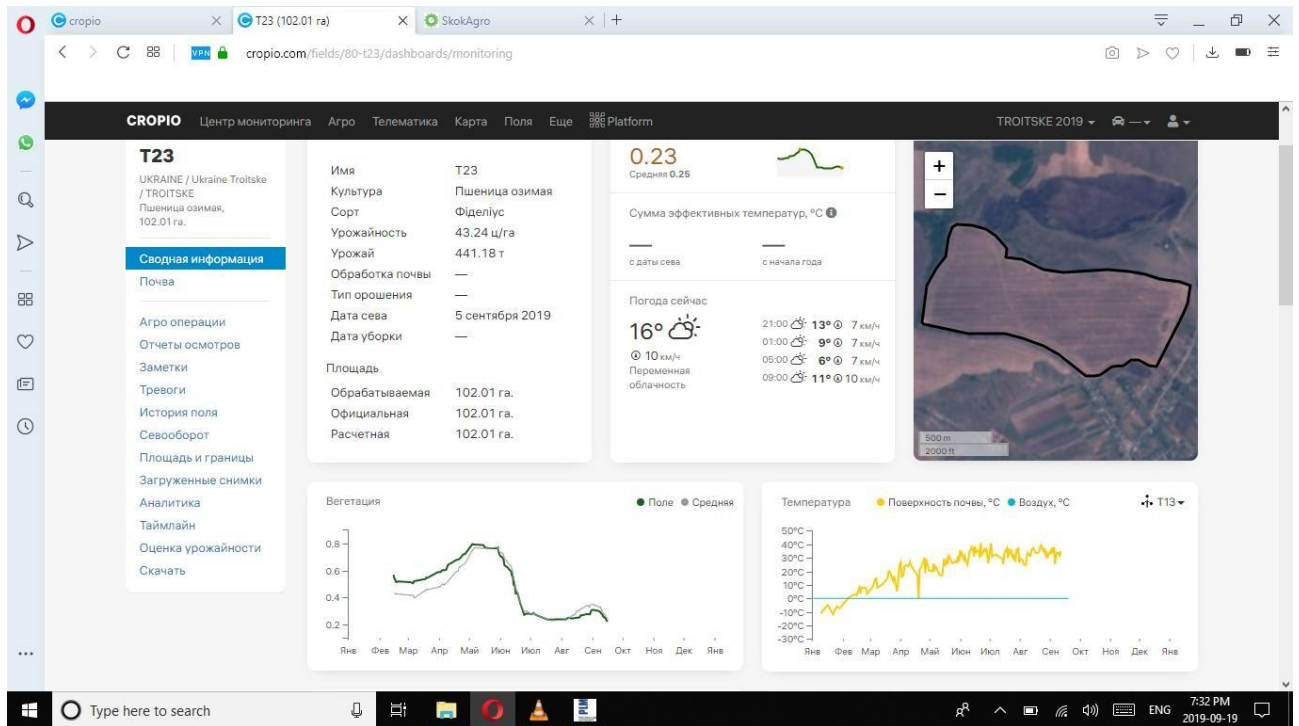 cropio
T23 (102.01 га)
SkokAgro
VPN
cropio.com/fields/80-t23/dashboards/monitoring
CROPIO
Центр мониторинга
Агро
Телематика
Карта
Поля
Еще
Platform
TROITSKE 2019
T23
UKRAINE / Ukraine Troitske
/ TROITSKE
Пшеница озимая,
102.01 га.
Сводная информация
Почва
Агро операции
Отчеты осмотров
Заметки
Тревоги
История поля
Севооборот
Площадь и границы
Загруженные снимки
Аналитика
Таймлайн
Оценка урожайности
Скачать
Имя T23
Культура Пшеница озимая
Сорт Фіделіус
Урожайность 43.24 ц/га
Урожай 441.18 т
Обработка почвы —
Тип орошения —
Дата сева 5 сентября 2019
Дата уборки —
Площадь
Обрабатываемая 102.01 га.
Официальная 102.01 га.
Расчетная 102.01 га.
0.23
Средняя 0.25
Сумма эффективных температур, °C
— —
с даты сева с начала года
Погода сейчас
16°
10 км/ч
Переменная
облачность
21:00 13° 7 км/ч
01:00 9° 7 км/ч
05:00 6° 7 км/ч
09:00 11° 10 км/ч
+
−
500 m
2000 ft
Вегетация
Поле Средняя
0.8
0.6
0.4
0.2
Янв Фев Мар Апр Май Июн Июл Авг Сен Окт Ноя Дек Янв
Температура
Поверхность почвы, °C Воздух, °C
T13
50°C
40°C
30°C
20°C
10°C
0°C
-10°C
-20°C
-30°C
Янв Фев Мар Апр Май Июн Июл Авг Сен Окт Ноя Дек Янв
Type here to search
ENG
7:32 PM
2019-09-19